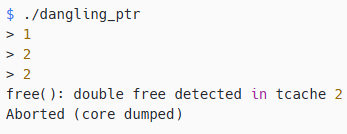 $ ./dangling_ptr
> 1
> 2
> 2
free(): double free detected in tcache 2
Aborted (core dumped)